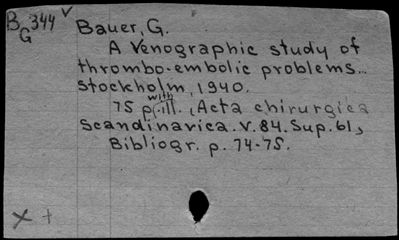 BG344 ✓
Bauer, G.
A Venographic study of
thrombo-embolic problems...
Stockholm, 1940.
75 p. with ill., (Acta chirurgica
Scandinavica. V.84. Sup. 61,
Bibliogr. p. 74-75.
x +